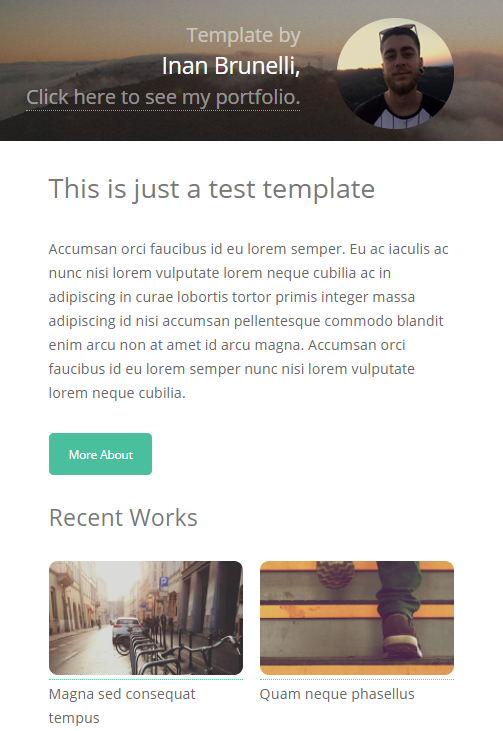 Template by
Inan Brunelli,
Click here to see my portfolio.
This is just a test template
Accumsan orci faucibus id eu lorem semper. Eu ac iaculis ac
nunc nisi lorem vulputate lorem neque cubilia ac in
adipiscing in curae lobortis tortor primis integer massa
adipiscing id nisi accumsan pellentesque commodo blandit
enim arcu non at amet id arcu magna. Accumsan orci
faucibus id eu lorem semper nunc nisi lorem vulputate
lorem neque cubilia.
More About
Recent Works
Magna sed consequat
tempus
Quam neque phasellus